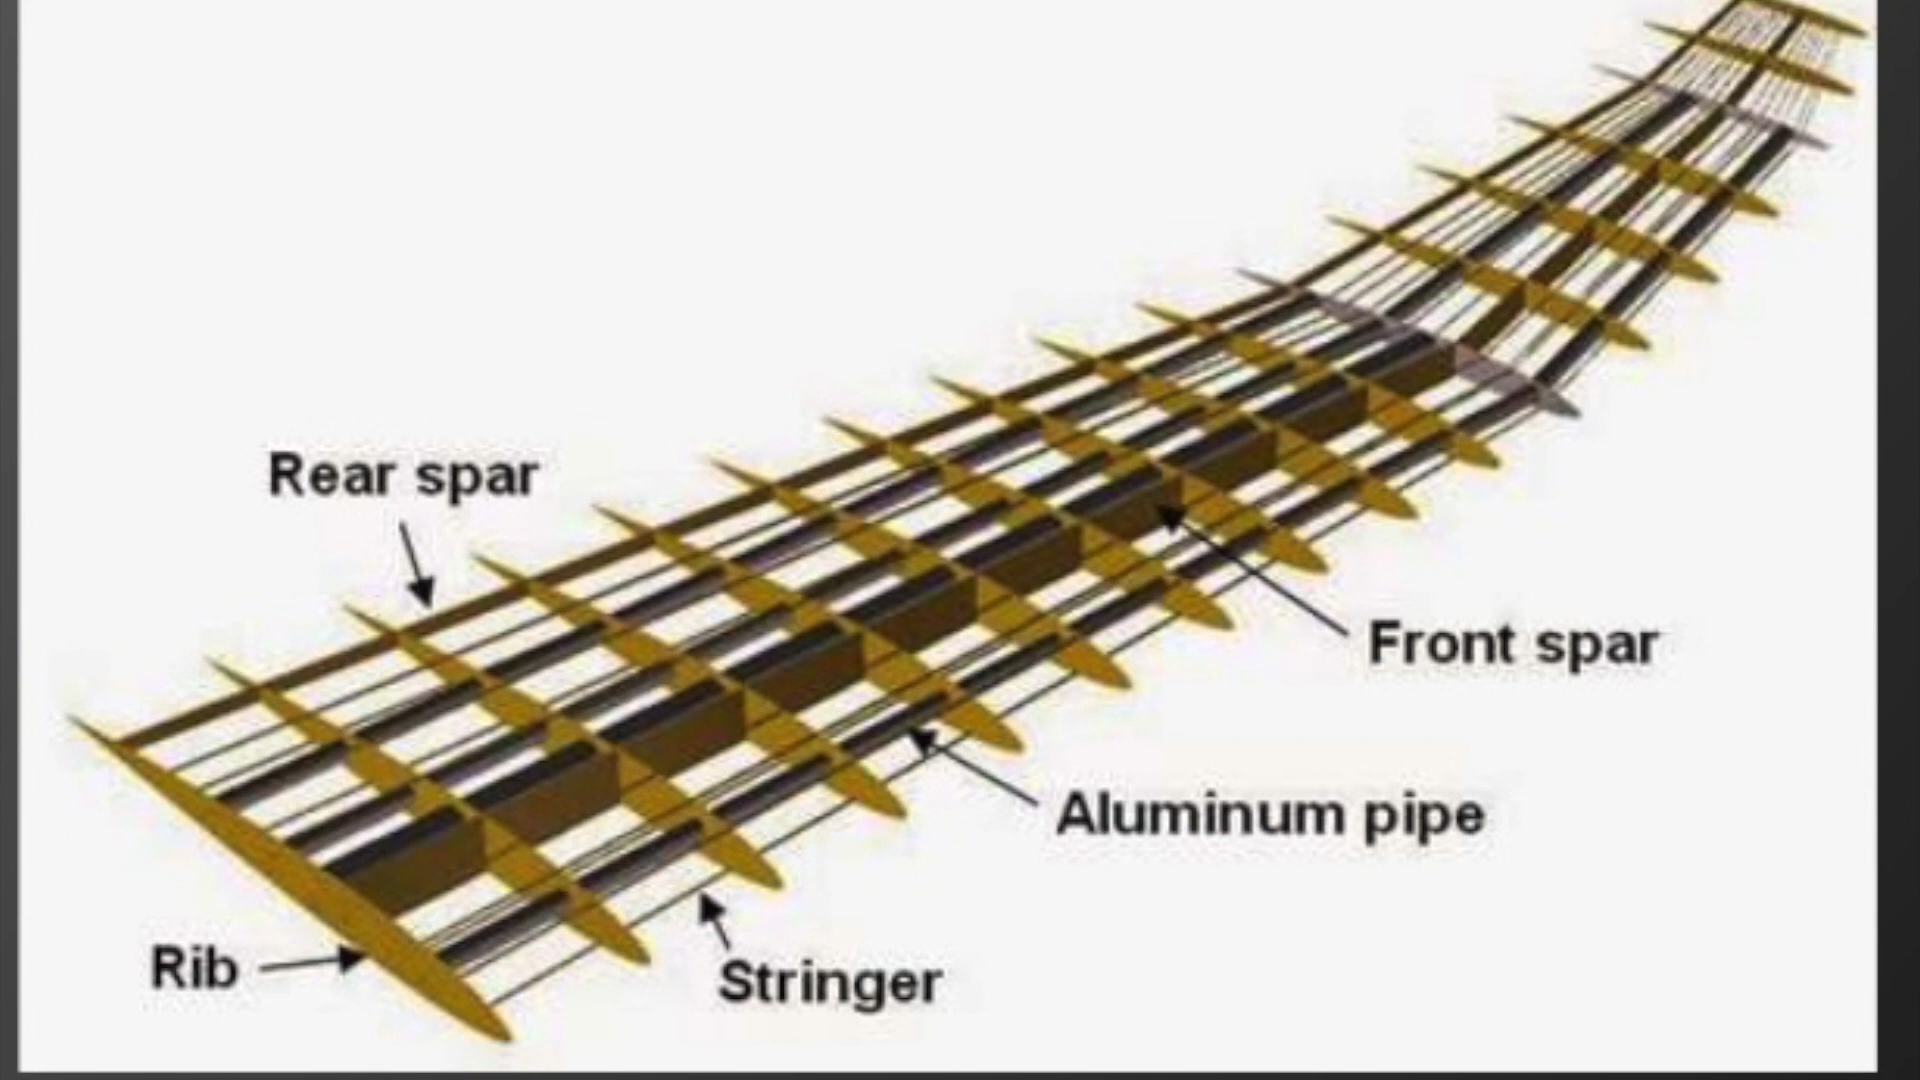 Rear spar
Front spar
Aluminum pipe
Rib
Stringer